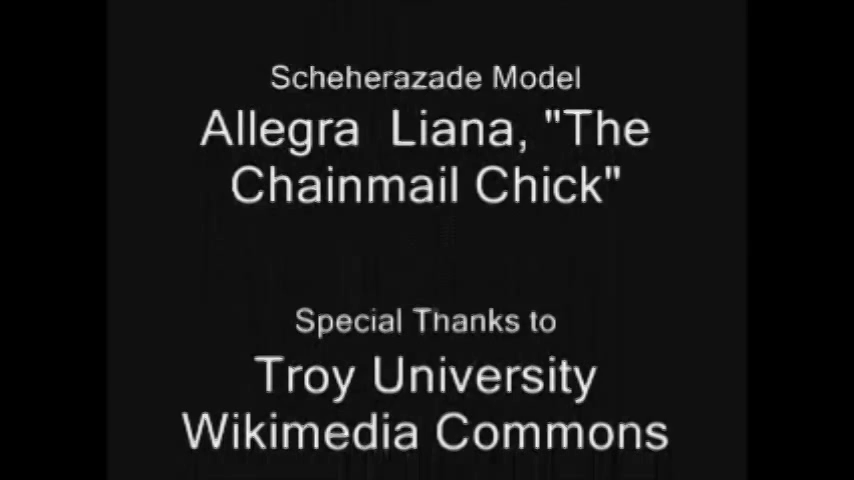 Scheherazade Model
Allegra Liana, "The
Chainmail Chick"
Special Thanks to
Troy University
Wikimedia Commons